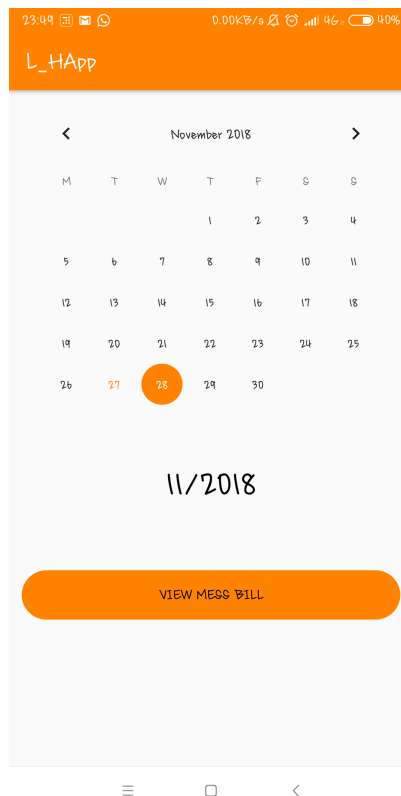 23:49 0.00KB/s 4G 40%
L_HApp
November 2018
M T W T F S S
1 2 3 4
5 6 7 8 9 10 11
12 13 14 15 16 17 18
19 20 21 22 23 24 25
26 27 28 29 30
11/2018
VIEW MESS BILL